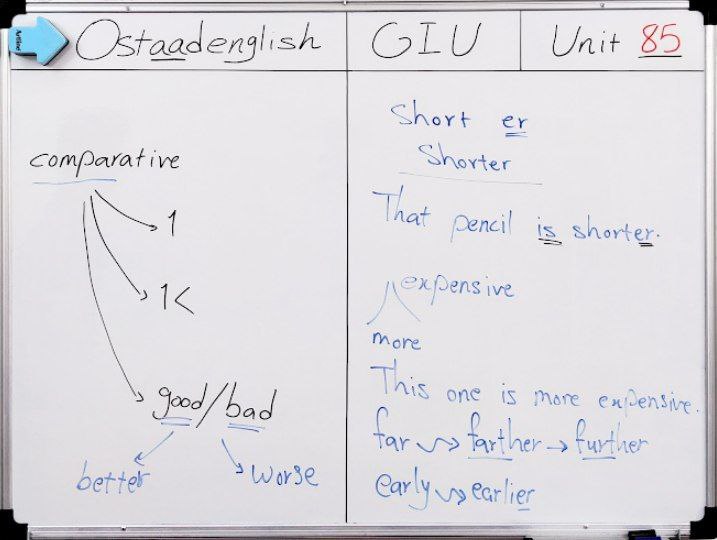 Artline
Ostaadenglish
GIU
Unit 85
comparative
1
1<
good/bad
better
worse
Short er
Shorter
That pencil is shorter.
expensive
more
This one is more expensive.
far → farther → further
early → earlier